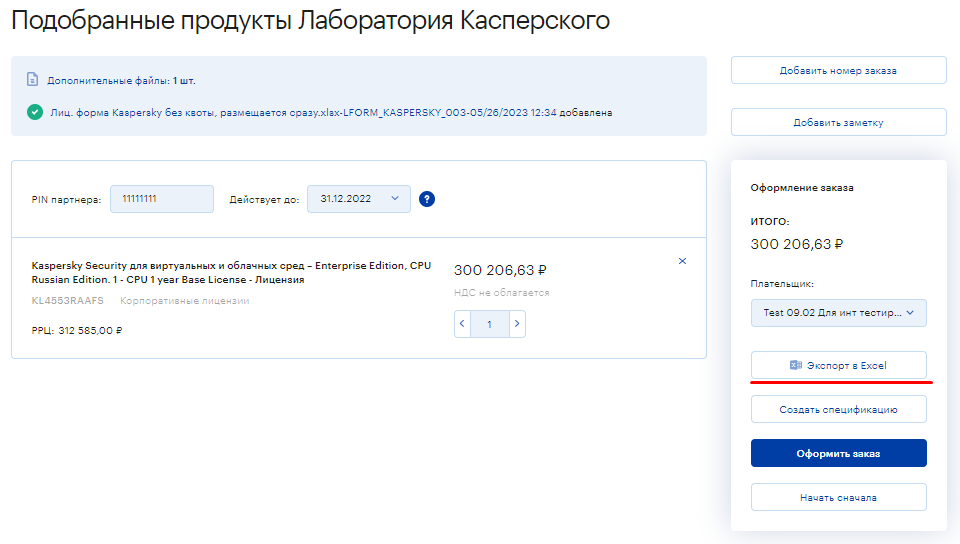 Подобранные продукты Лаборатория Касперского
Дополнительные файлы: 1 шт.
Лиц. форма Kaspersky без квоты, размещается сразу.xlsx-LFORM_KASPERSKY_003-05/26/2023 12:34 добавлена
PIN партнера: 11111111 Действует до: 31.12.2022 ?
Kaspersky Security для виртуальных и облачных сред – Enterprise Edition, CPU
Russian Edition. 1 - CPU 1 year Base License - Лицензия
KL4553RAAFS Корпоративные лицензии
РРЦ: 312 585,00 ₽
300 206,63 ₽
НДС не облагается
1
Добавить номер заказа
Добавить заметку
Оформление заказа
ИТОГО:
300 206,63 ₽
Плательщик:
Test 09.02 Для инт тестир...
Экспорт в Excel
Создать спецификацию
Оформить заказ
Начать сначала